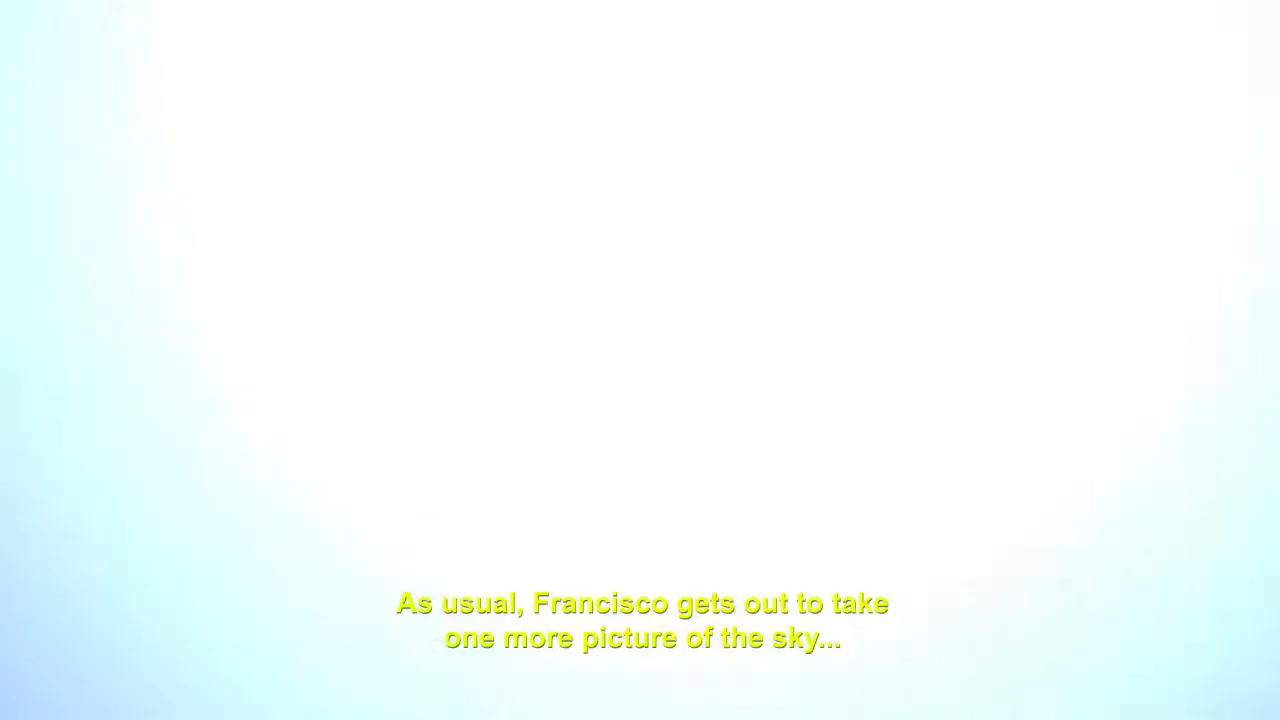 As usual, Francisco gets out to take
one more picture of the sky...